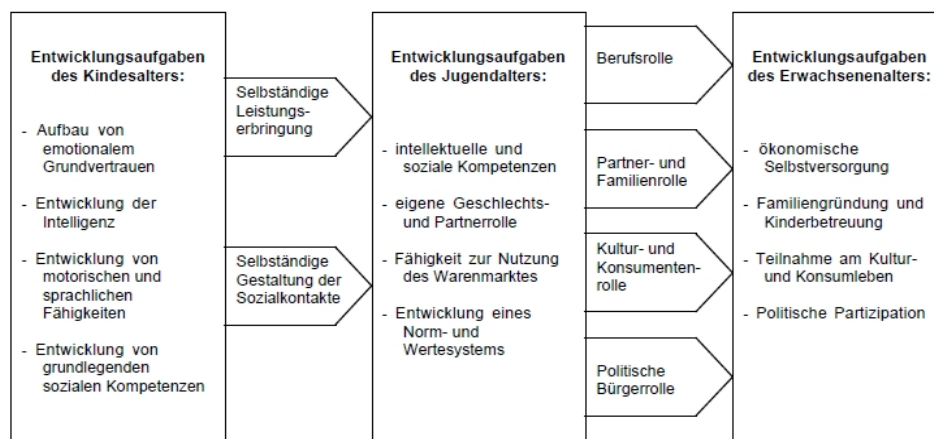 Entwicklungsaufgaben
des Kindesalters:
- Aufbau von
emotionalem
Grundvertrauen
- Entwicklung der
Intelligenz
- Entwicklung von
motorischen und
sprachlichen
Fähigkeiten
- Entwicklung von
grundlegenden
sozialen Kompetenzen
Selbständige
Leistungs-
erbringung
Selbständige
Gestaltung der
Sozialkontakte
Entwicklungsaufgaben
des Jugendalters:
- intellektuelle und
soziale Kompetenzen
- eigene Geschlechts-
und Partnerrolle
- Fähigkeit zur Nutzung
des Warenmarktes
- Entwicklung eines
Norm- und
Wertesystems
Berufsrolle
Partner- und
Familienrolle
Kultur- und
Konsumenten-
rolle
Politische
Bürgerrolle
Entwicklungsaufgaben
des Erwachsenenalters:
- ökonomische
Selbstversorgung
- Familiengründung und
Kinderbetreuung
- Teilnahme am Kultur-
und Konsumleben
- Politische Partizipation